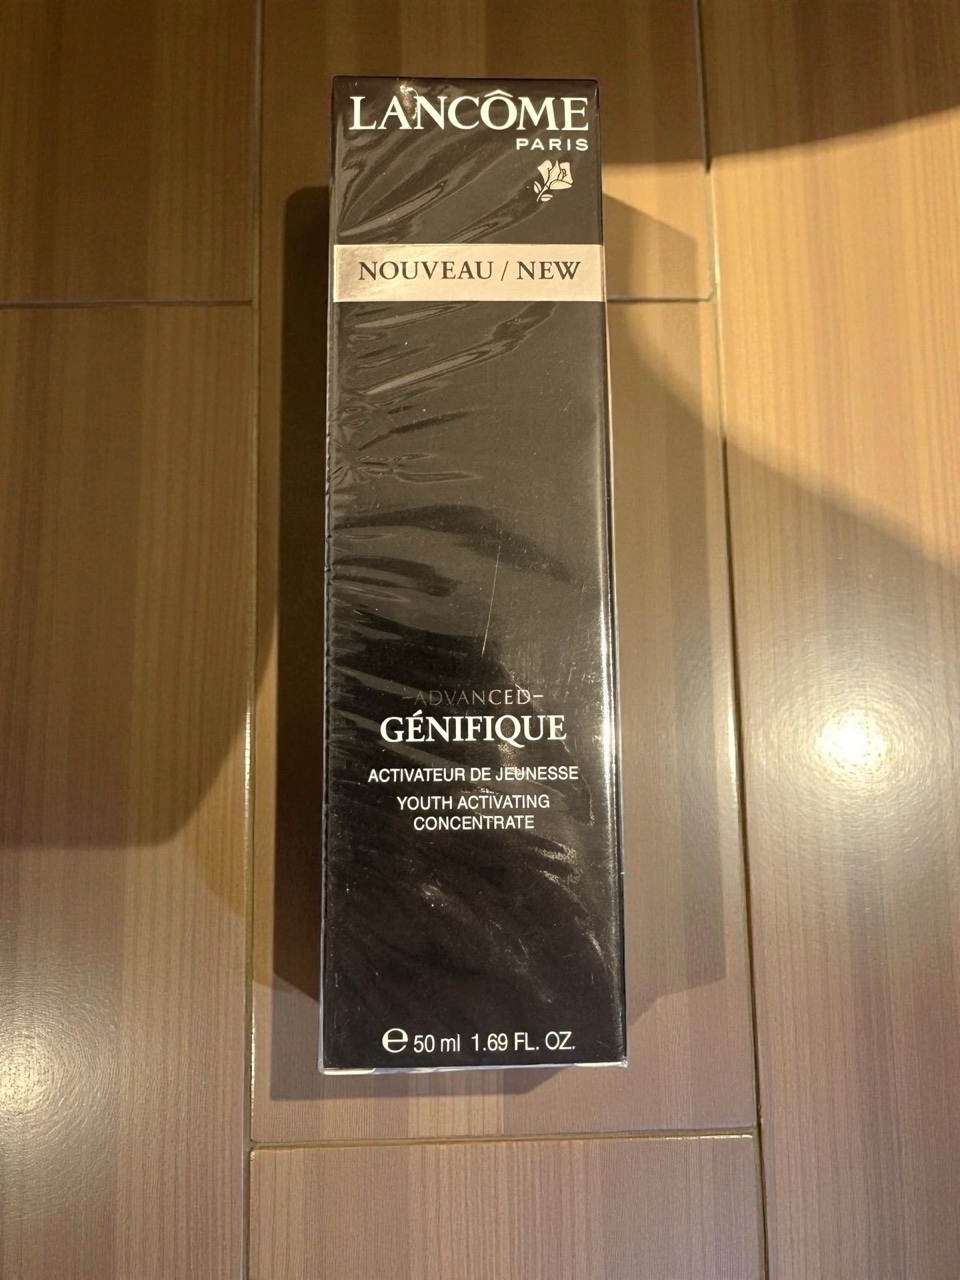 LANCÔME
PARIS
NOUVEAU / NEW
–ADVANCED–
GÉNIFIQUE
ACTIVATEUR DE JEUNESSE
YOUTH ACTIVATING
CONCENTRATE
℮ 50 ml 1.69 FL. OZ.